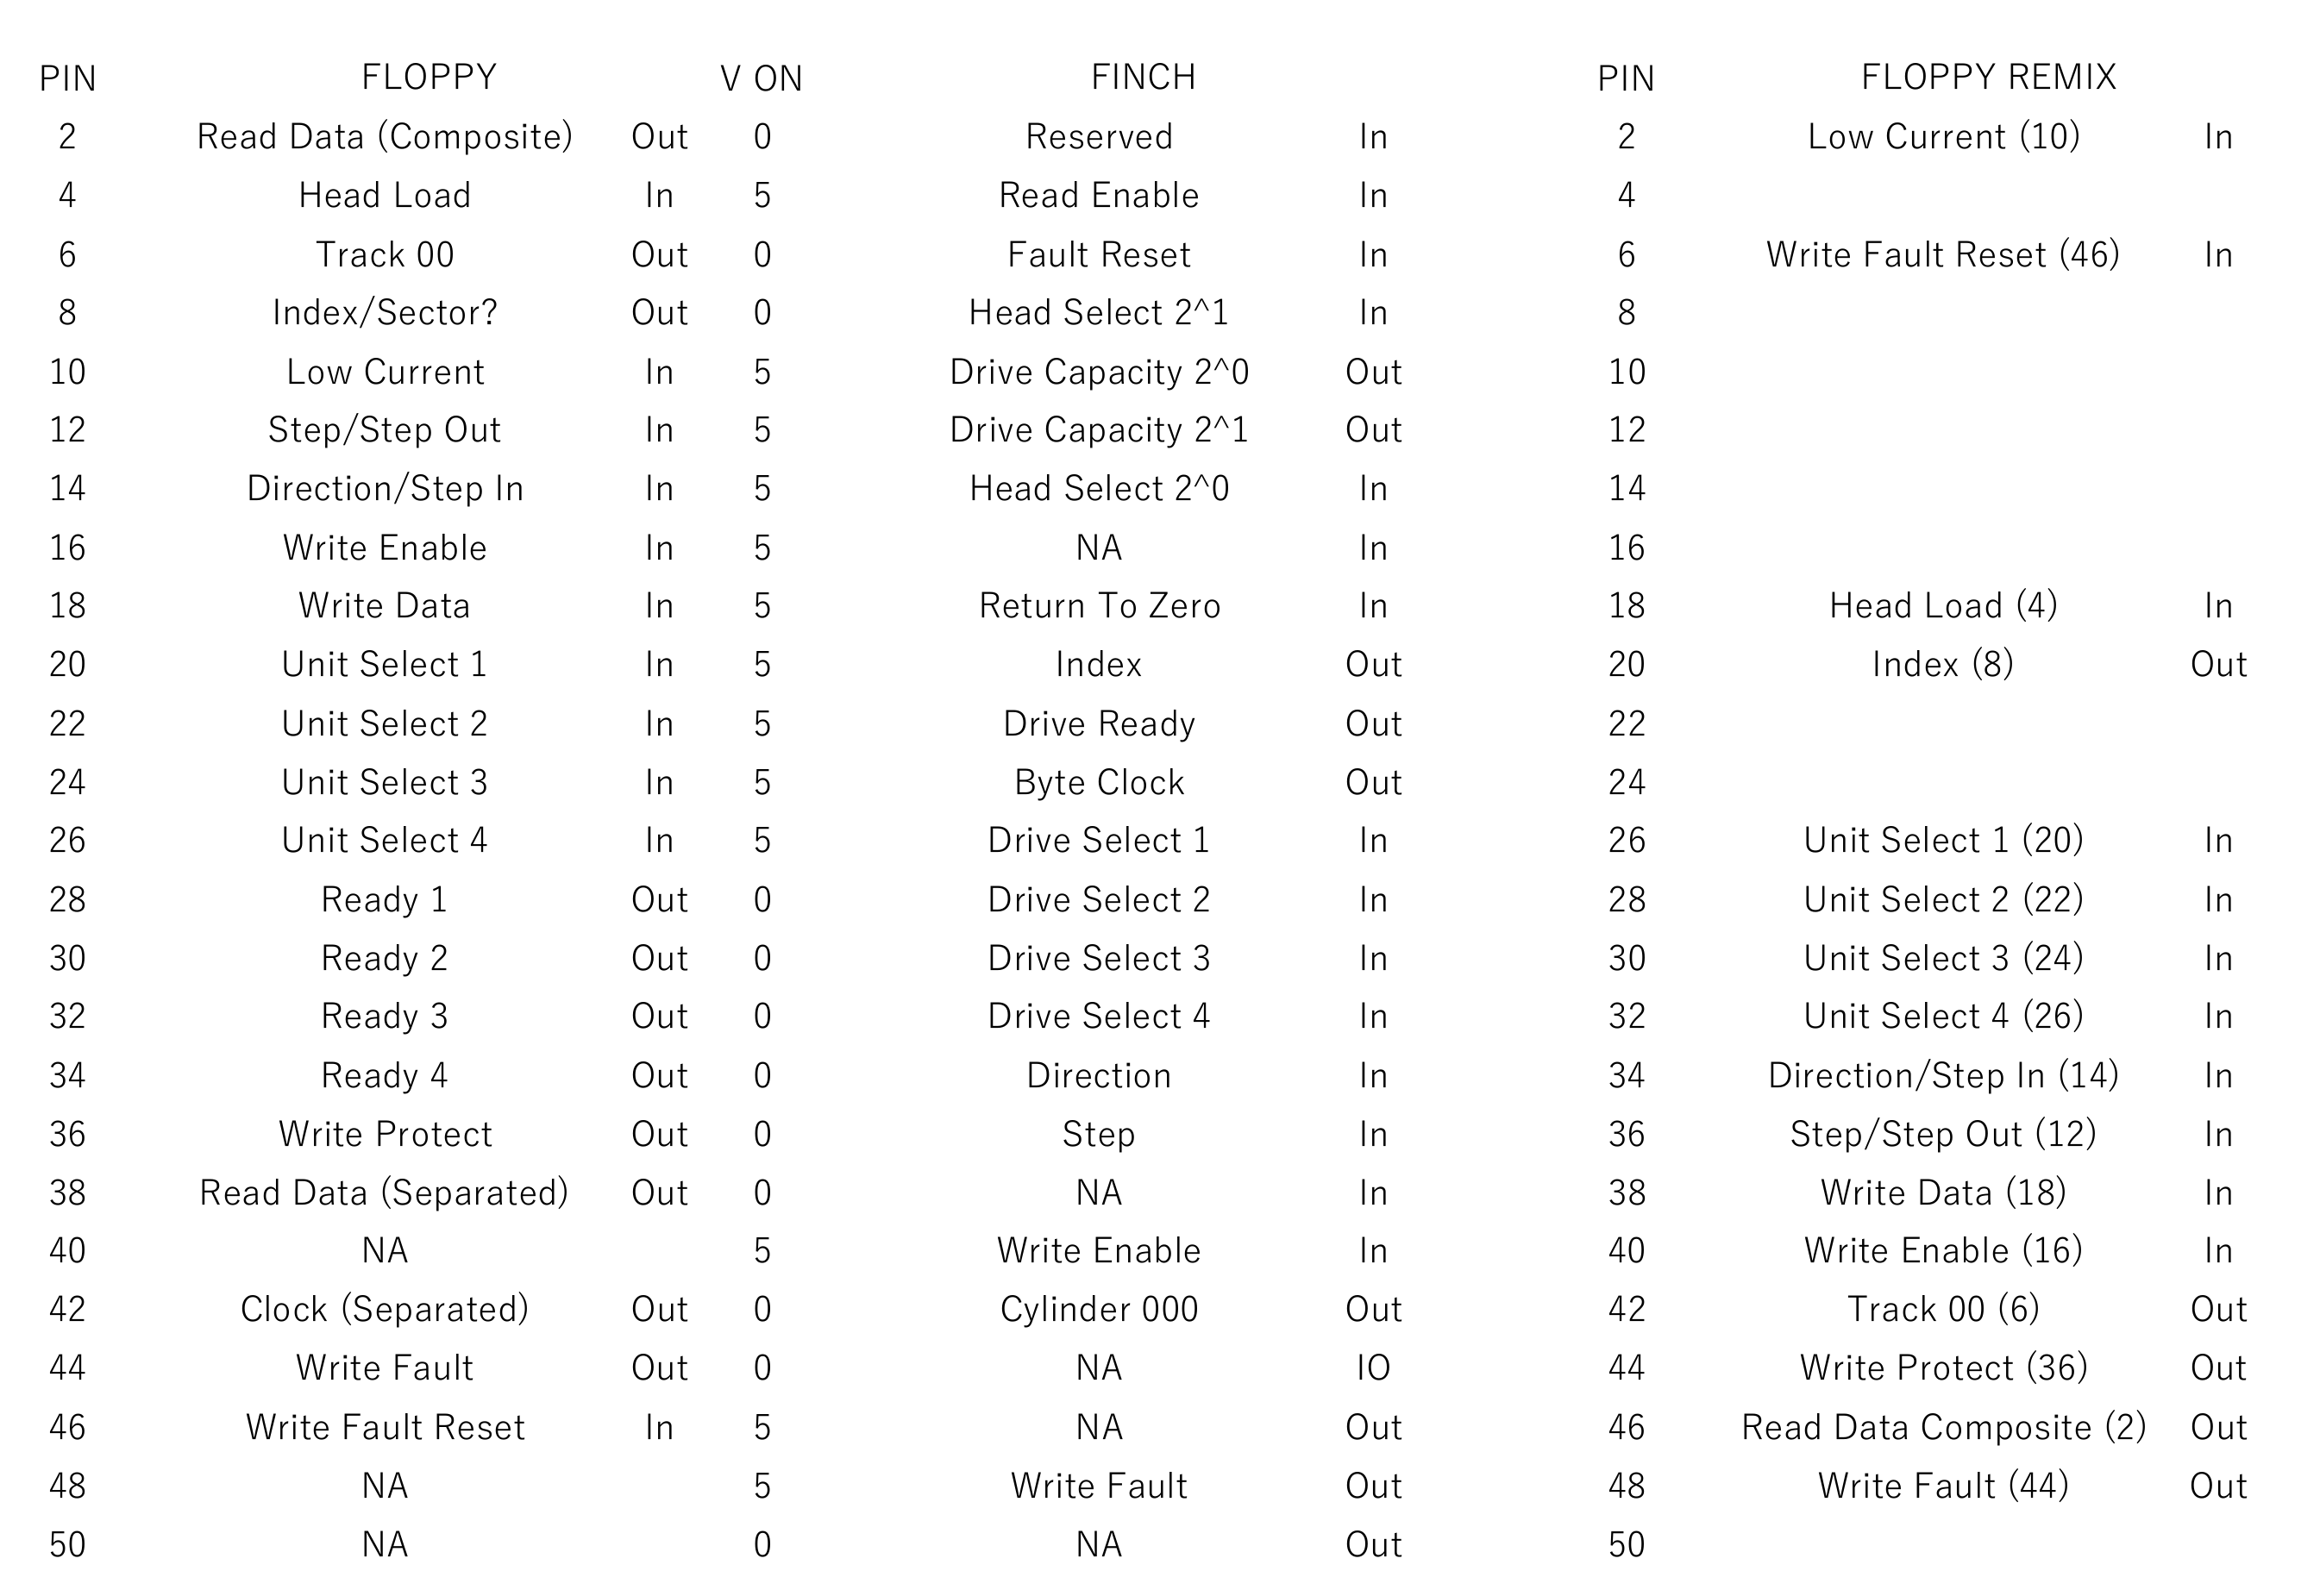 PIN FLOPPY V ON FINCH PIN FLOPPY REMIX
2 Read Data (Composite) Out 0 Reserved In 2 Low Current (10) In
4 Head Load In 5 Read Enable In 4
6 Track 00 Out 0 Fault Reset In 6 Write Fault Reset (46) In
8 Index/Sector? Out 0 Head Select 2^1 In 8
10 Low Current In 5 Drive Capacity 2^0 Out 10
12 Step/Step Out In 5 Drive Capacity 2^1 Out 12
14 Direction/Step In In 5 Head Select 2^0 In 14
16 Write Enable In 5 NA In 16
18 Write Data In 5 Return To Zero In 18 Head Load (4) In
20 Unit Select 1 In 5 Index Out 20 Index (8) Out
22 Unit Select 2 In 5 Drive Ready Out 22
24 Unit Select 3 In 5 Byte Clock Out 24
26 Unit Select 4 In 5 Drive Select 1 In 26 Unit Select 1 (20) In
28 Ready 1 Out 0 Drive Select 2 In 28 Unit Select 2 (22) In
30 Ready 2 Out 0 Drive Select 3 In 30 Unit Select 3 (24) In
32 Ready 3 Out 0 Drive Select 4 In 32 Unit Select 4 (26) In
34 Ready 4 Out 0 Direction In 34 Direction/Step In (14) In
36 Write Protect Out 0 Step In 36 Step/Step Out (12) In
38 Read Data (Separated) Out 0 NA In 38 Write Data (18) In
40 NA 5 Write Enable In 40 Write Enable (16) In
42 Clock (Separated) Out 0 Cylinder 000 Out 42 Track 00 (6) Out
44 Write Fault Out 0 NA IO 44 Write Protect (36) Out
46 Write Fault Reset In 5 NA Out 46 Read Data Composite (2) Out
48 NA 5 Write Fault Out 48 Write Fault (44) Out
50 NA 0 NA Out 50